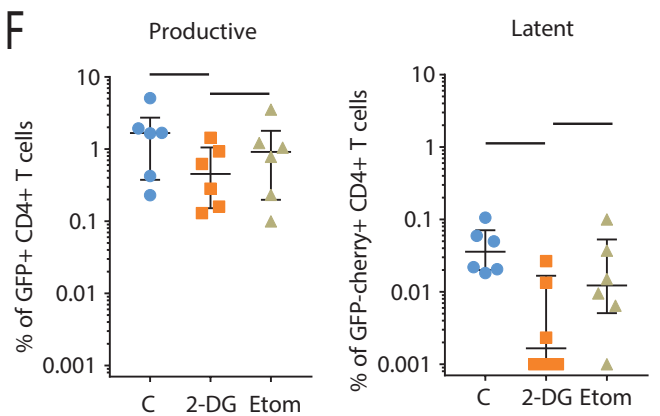 F
Productive
Latent
% of GFP+ CD4+ T cells
10
1
0.1
0.01
0.001
C 2-DG Etom
% of GFP-cherry+ CD4+ T cells
10
1
0.1
0.01
0.001
C 2-DG Etom